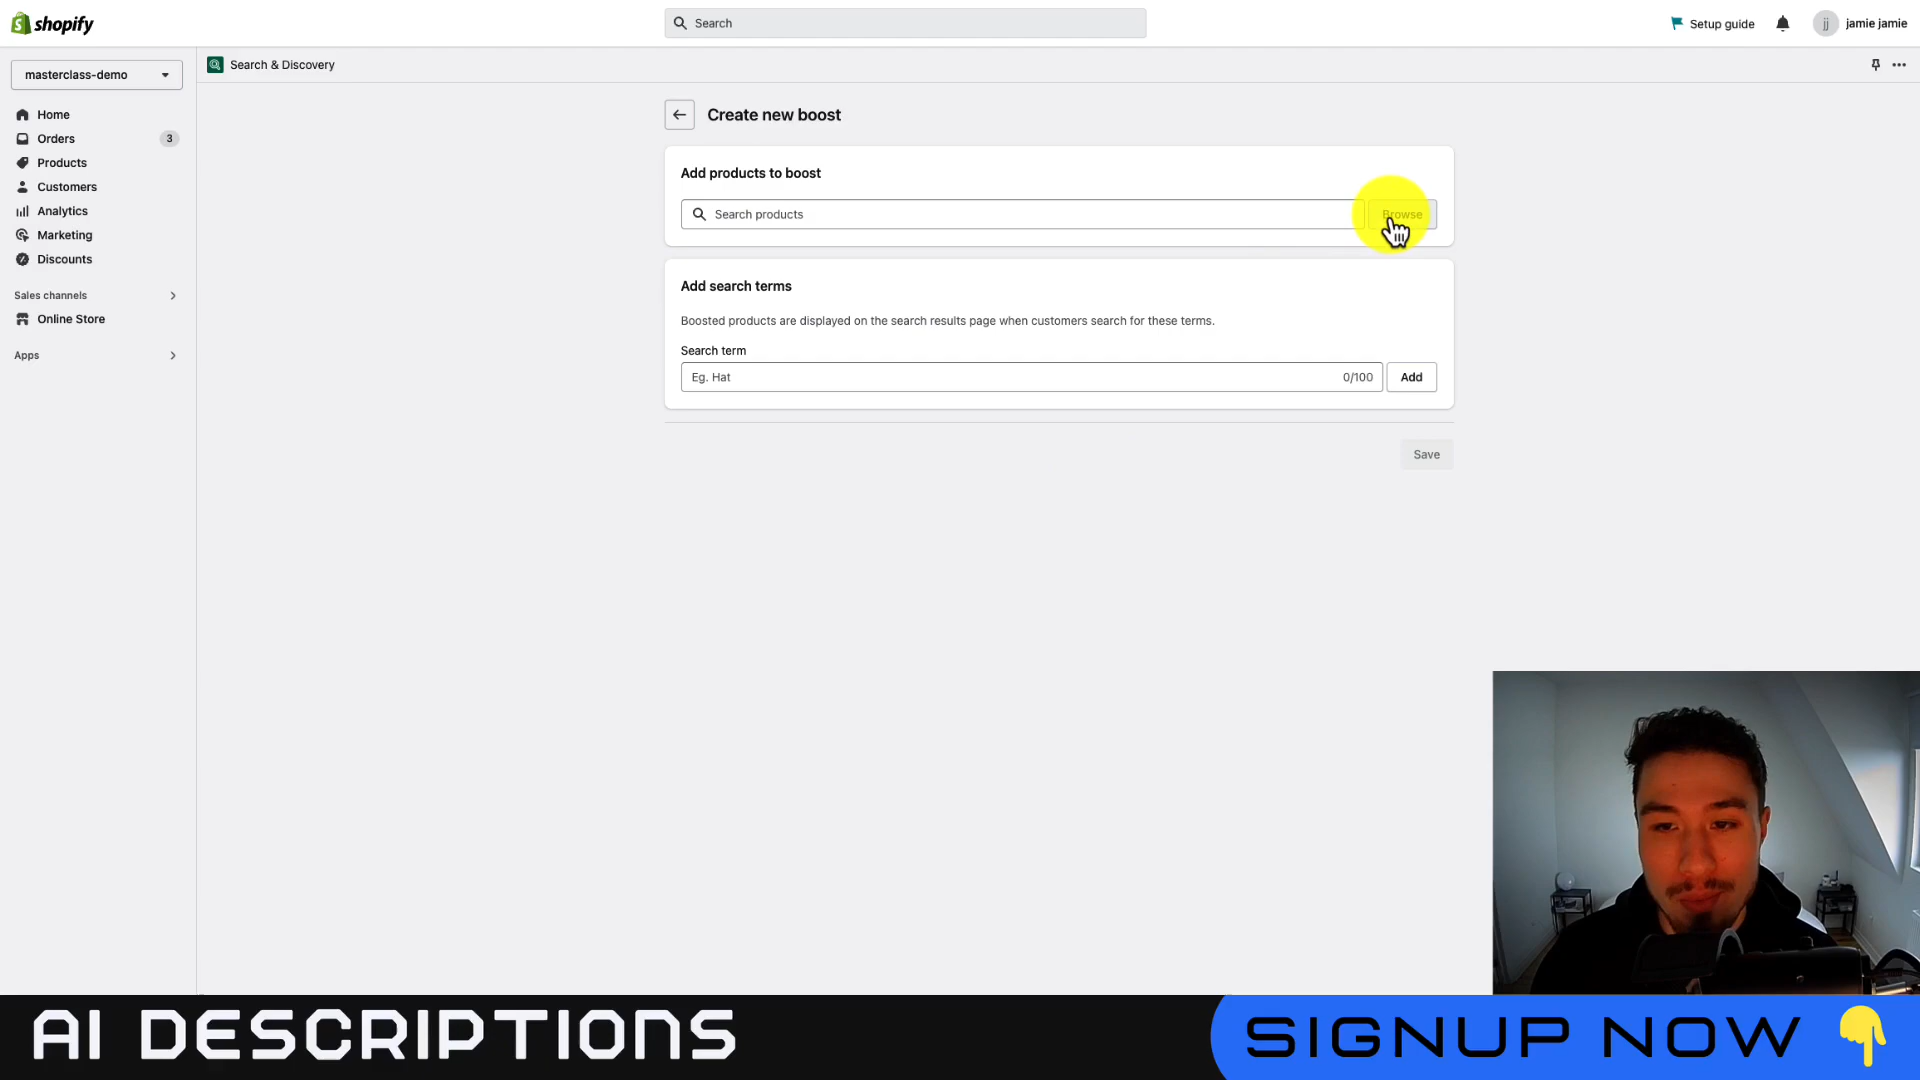 shopify
Search
Setup guide
jj
jamie jamie
masterclass-demo
Search & Discovery
Home
Orders 3
Products
Customers
Analytics
Marketing
Discounts
Sales channels
Online Store
Apps
Create new boost
Add products to boost
Search products
Browse
Add search terms
Boosted products are displayed on the search results page when customers search for these terms.
Search term
Eg. Hat 0/100
Add
Save
AI DESCRIPTIONS
SIGNUP NOW